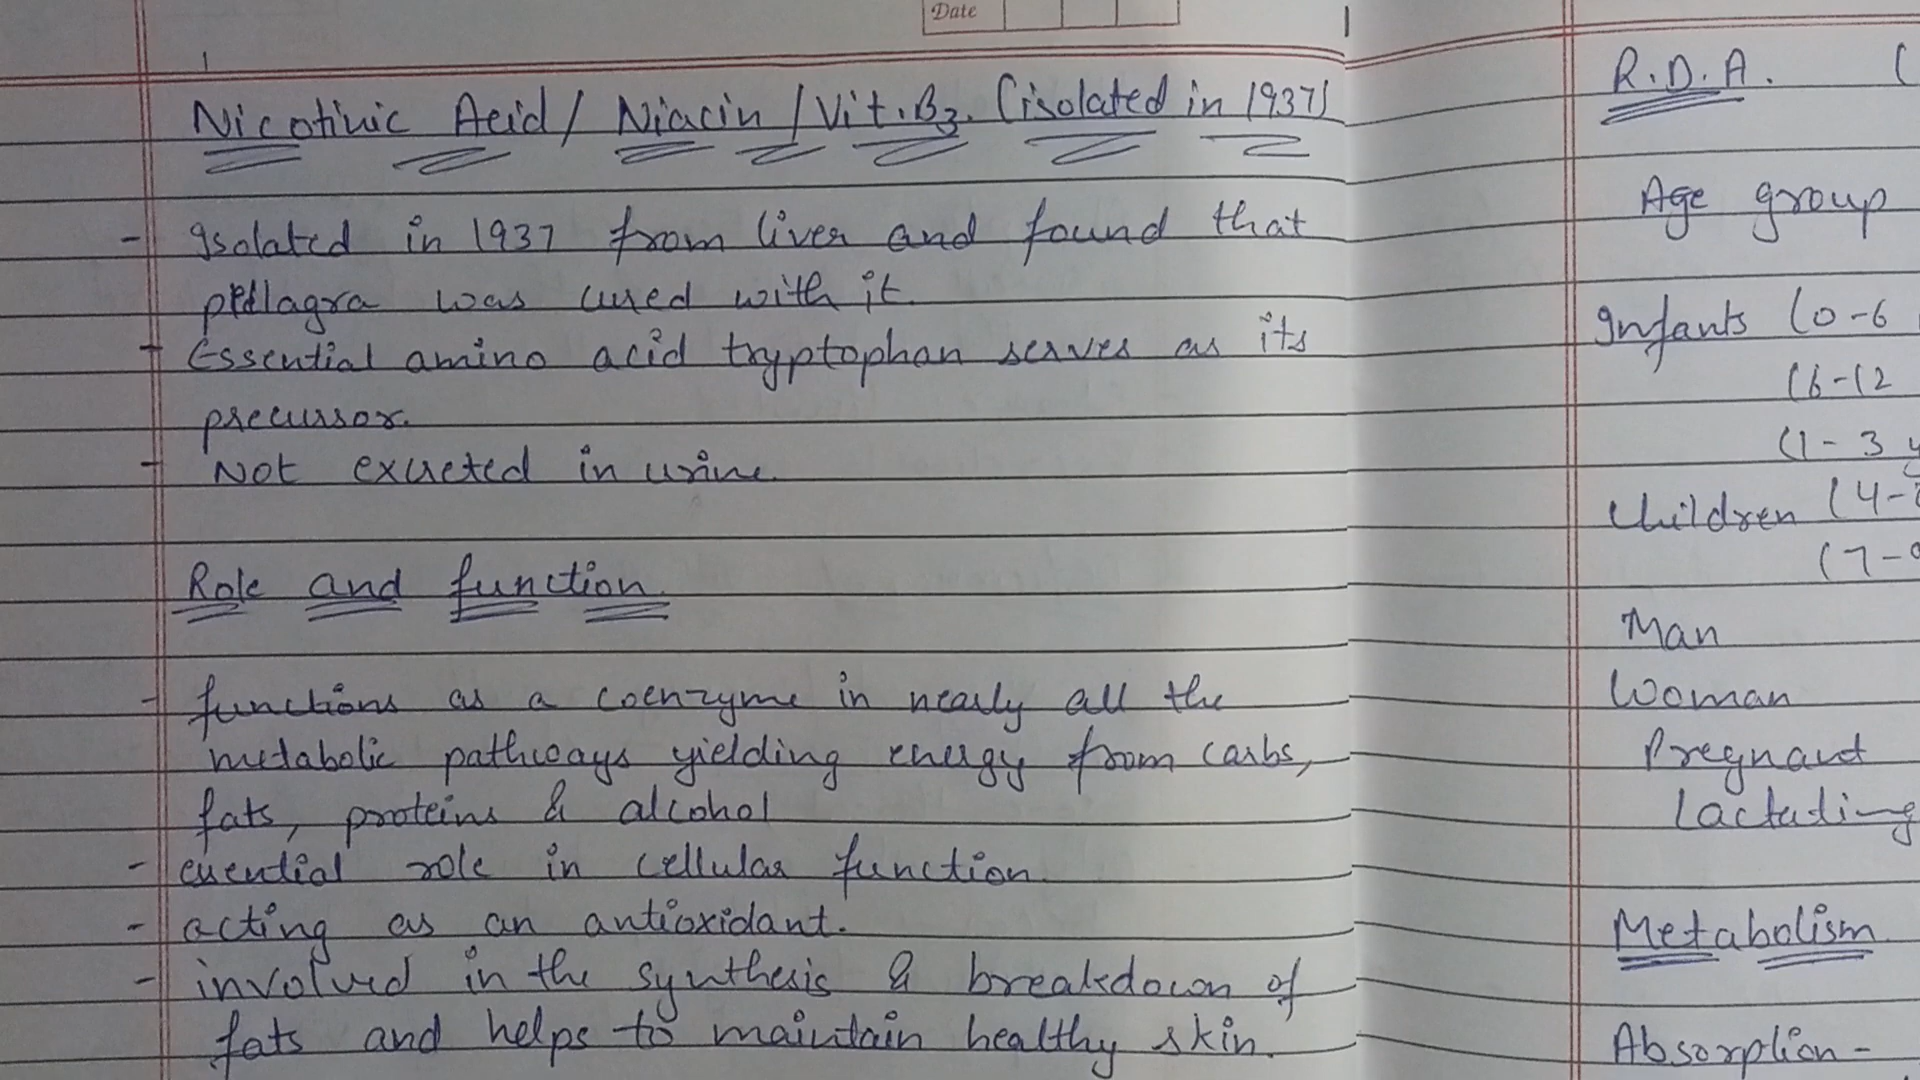 Date
Nicotinic Acid / Niacin / Vit. B3. (isolated in 1937)
- Isolated in 1937 from liver and found that
pellagra was cured with it.
- Essential amino acid tryptophan serves as its
precursor.
- Not excreted in urine.
Role and function.
- functions as a coenzyme in nearly all the
metabolic pathways yielding energy from carbs,
fats, proteins & alcohol
- essential role in cellular function.
- acting as an antioxidant.
- involved in the synthesis & breakdown of
fats and helps to maintain healthy skin.
R.D.A. (
Age group
Infants (0-6
(6-12
(1-3 y
Children (4-
(7-
Man
Woman
Pregnant
Lactating
Metabolism
Absorption -